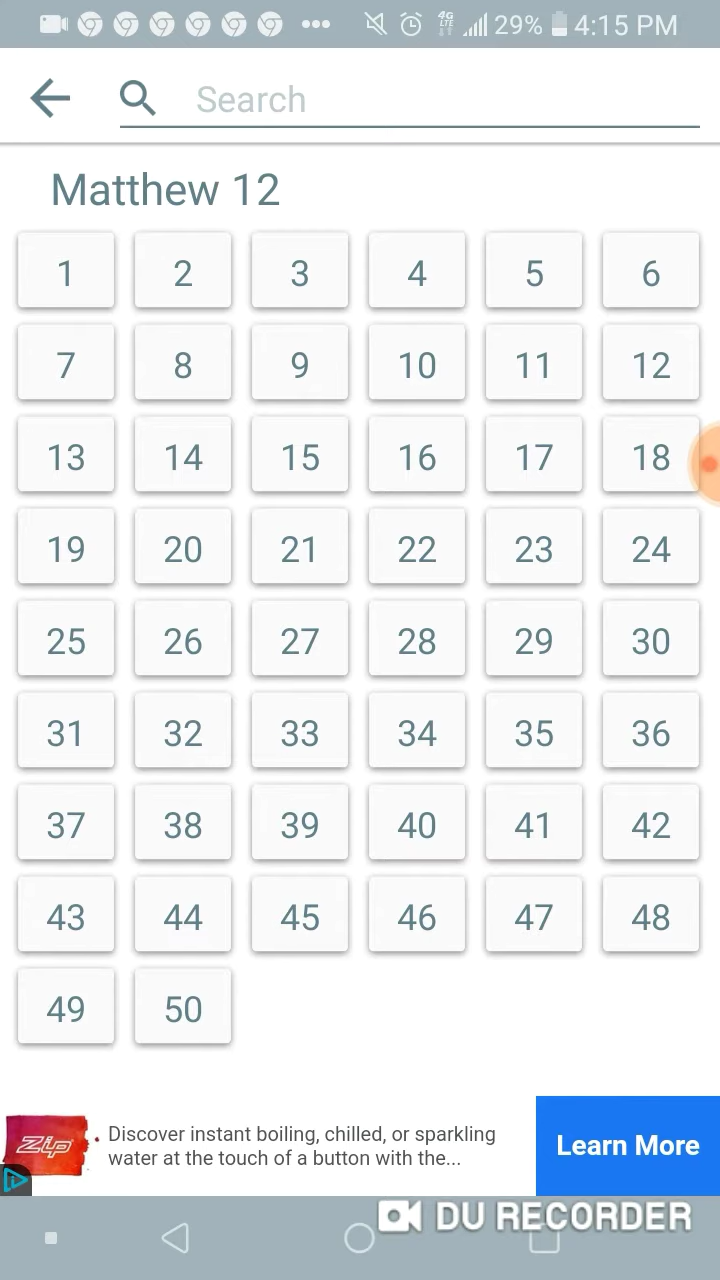 4G LTE 29% 4:15 PM
Search
Matthew 12
1 2 3 4 5 6
7 8 9 10 11 12
13 14 15 16 17 18
19 20 21 22 23 24
25 26 27 28 29 30
31 32 33 34 35 36
37 38 39 40 41 42
43 44 45 46 47 48
49 50
Zip
Discover instant boiling, chilled, or sparkling
water at the touch of a button with the...
Learn More
DU RECORDER